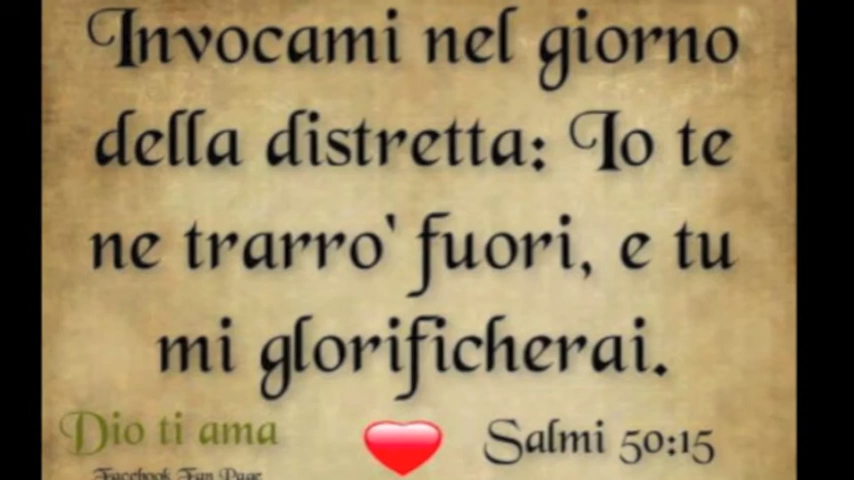 Invocami nel giorno
della distretta: Io te
ne trarro' fuori, e tu
mi glorificherai.
Dio ti ama
Salmi 50:15
Facebook Fan Page